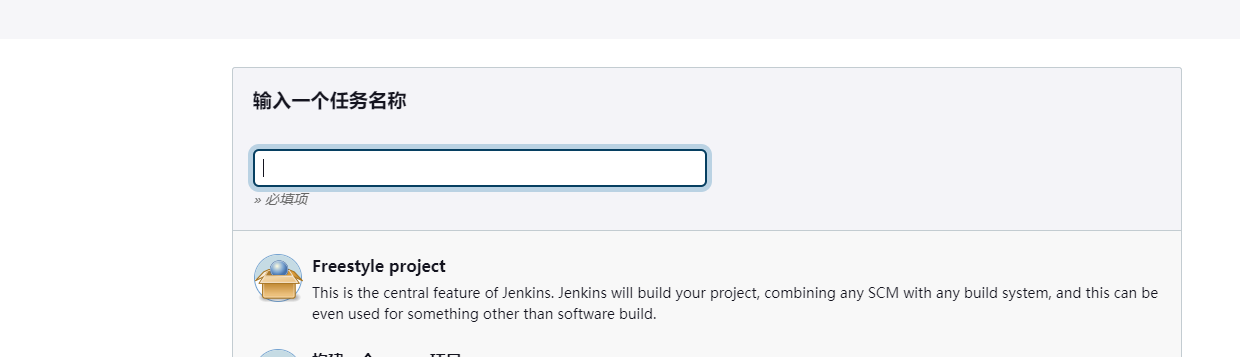 输入一个任务名称
» 必填项
Freestyle project
This is the central feature of Jenkins. Jenkins will build your project, combining any SCM with any build system, and this can be
even used for something other than software build.